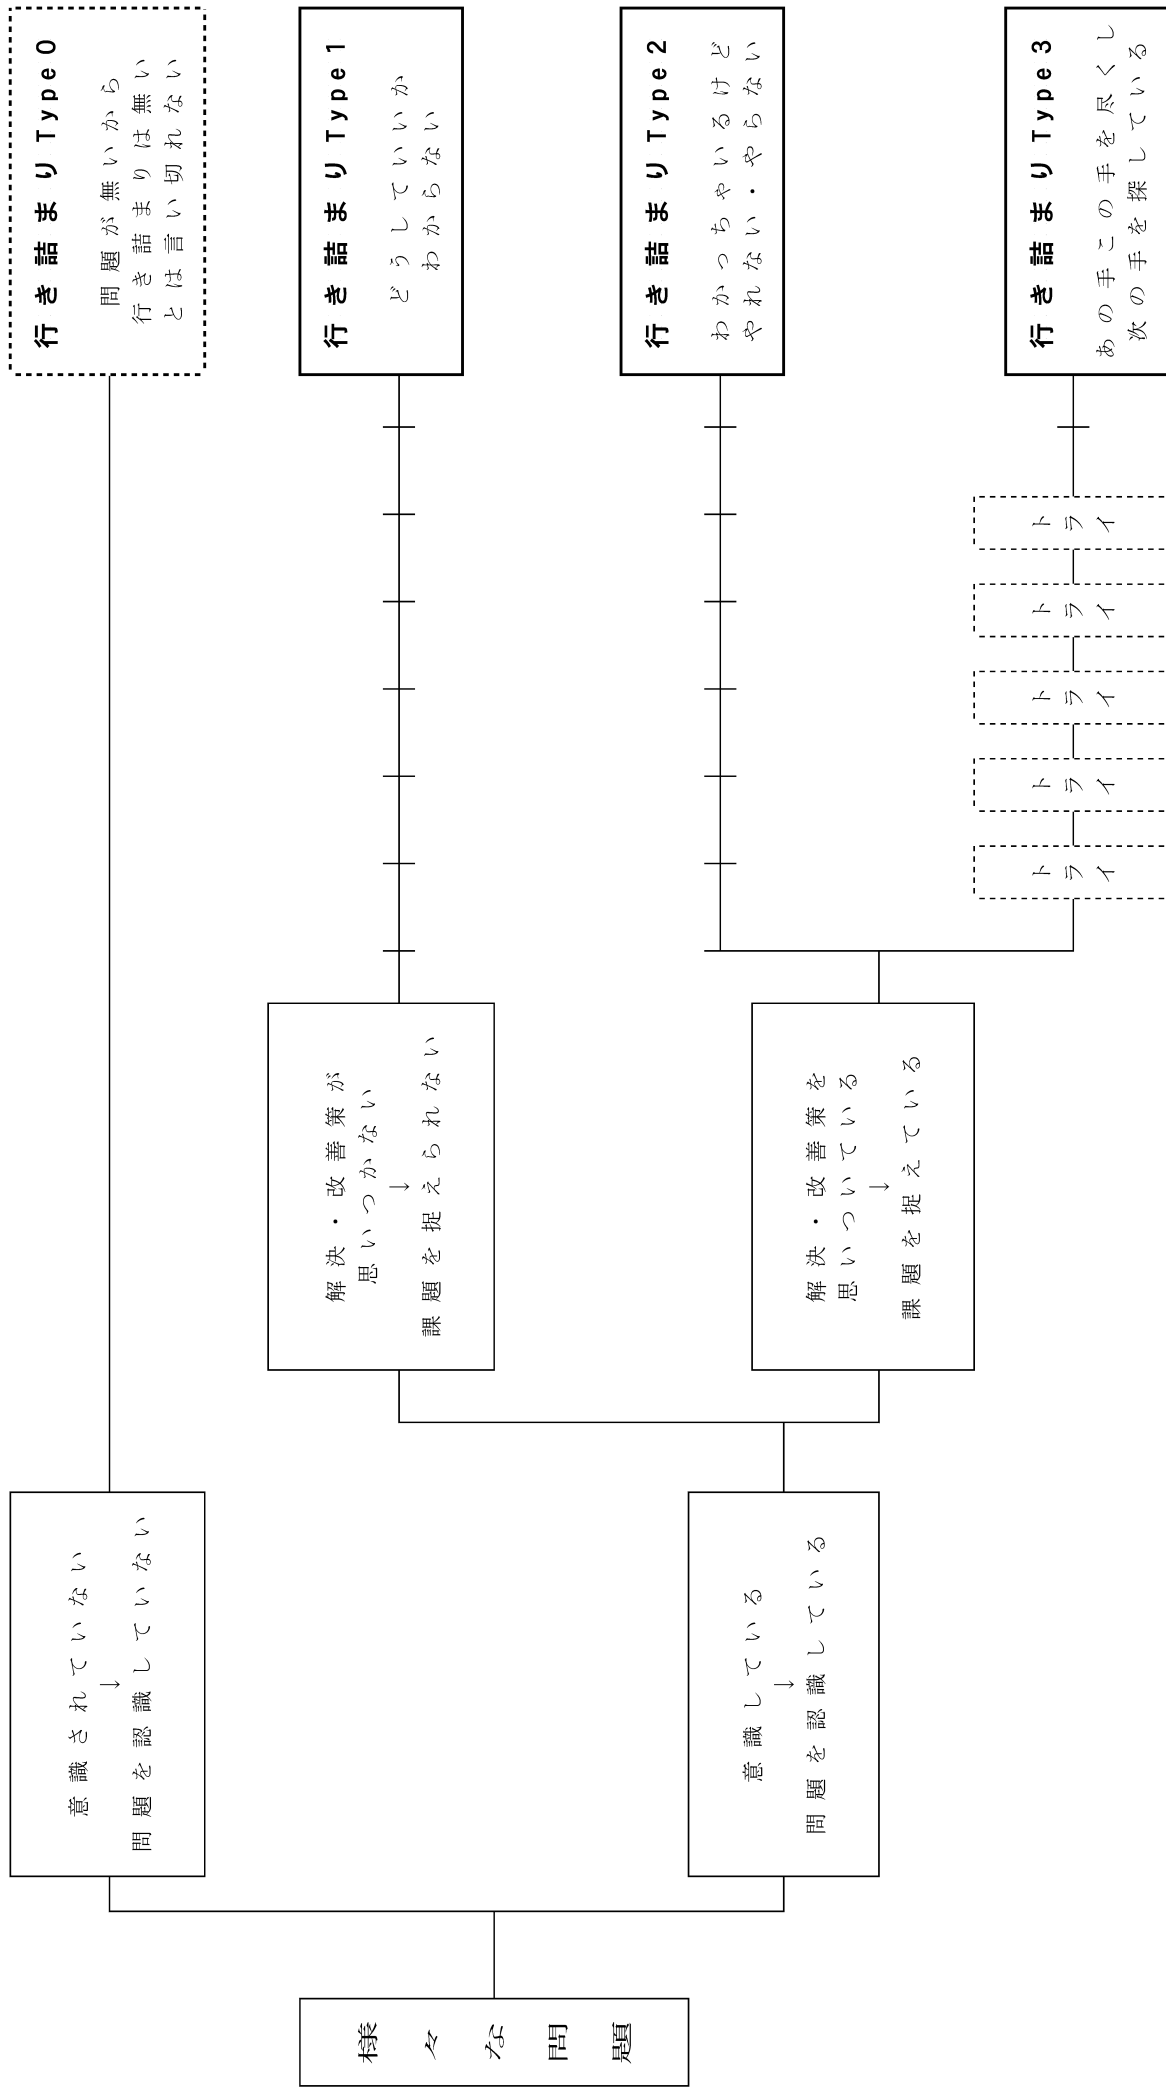 様々な問題
意識されていない
↓
問題を認識していない
行き詰まりType0
問題が無いから
行き詰まりは無い
とは言い切れない
意識している
↓
問題を認識している
解決・改善策が
思いつかない
↓
課題を捉えられない
行き詰まりType1
どうしていいか
わからない
解決・改善策を
思いついている
↓
課題を捉えている
行き詰まりType2
わかっちゃいるけど
やれない・やらない
トライ
トライ
トライ
トライ
トライ
行き詰まりType3
あの手この手を尽くし
次の手を探している